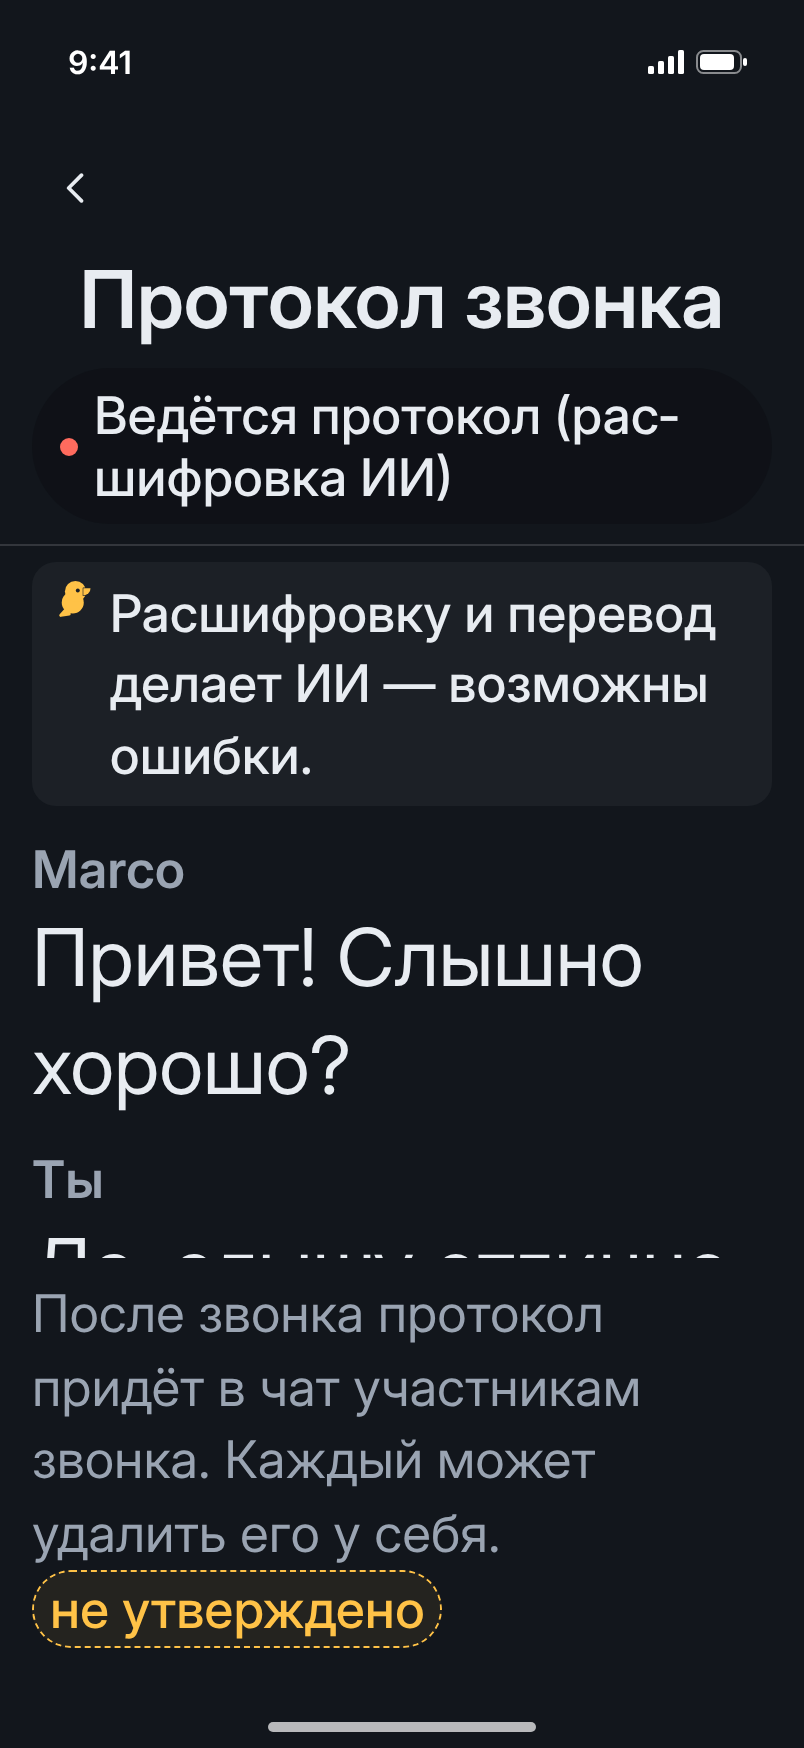 9:41
Протокол звонка
Ведётся протокол (рас-
шифровка ИИ)
Расшифровку и перевод
делает ИИ — возможны
ошибки.
Marco
Привет! Слышно
хорошо?
Ты
После звонка протокол
придёт в чат участникам
звонка. Каждый может
удалить его у себя.
не утверждено